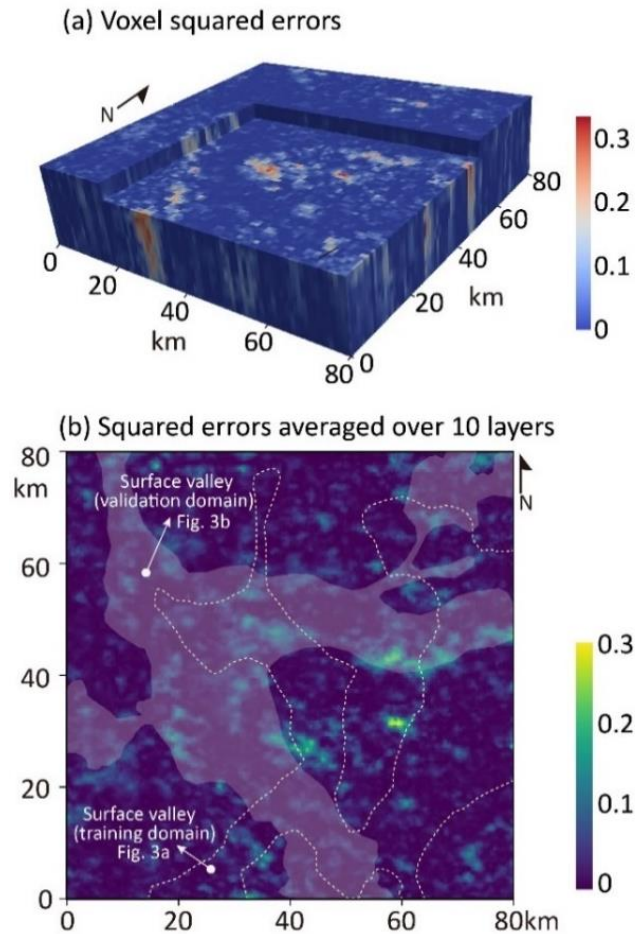 (a) Voxel squared errors
N
0.3
0.2
0.1
0
0
20
40
60
80
km
0
20
40
60
80
km
(b) Squared errors averaged over 10 layers
80
km
60
40
20
0
Surface valley
(validation domain)
Fig. 3b
N
Surface valley
(training domain)
Fig. 3a
0.3
0.2
0.1
0
0
20
40
60
80km